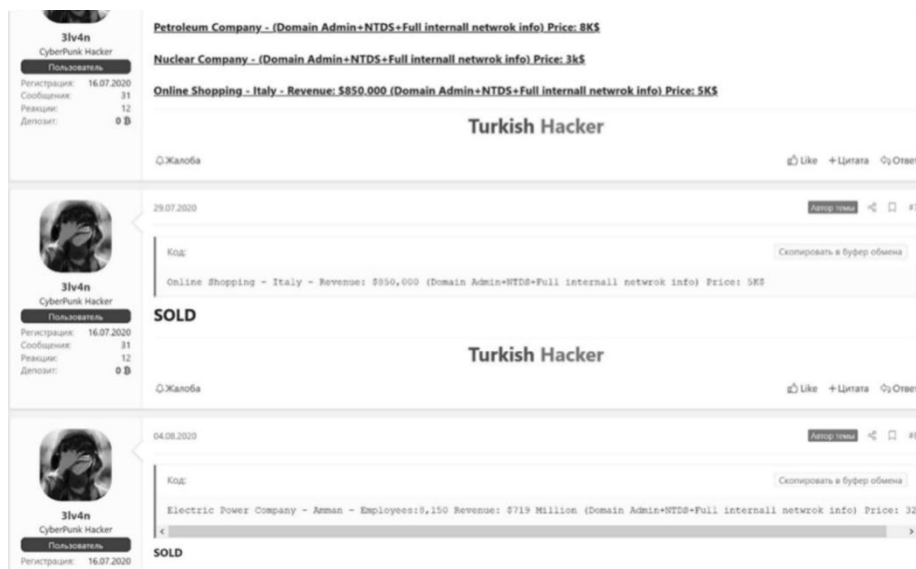 Petroleum Company - (Domain Admin+NTDS+Full internall netwrok info) Price: 8K$
3lv4n
CyberPunk Hacker
Пользователь
Nuclear Company - (Domain Admin+NTDS+Full internall netwrok info) Price: 3k$
Регистрация: 16.07.2020
Сообщения: 31
Реакции: 12
Депозит: 0 ₿
Online Shopping - Italy - Revenue: $850,000 (Domain Admin+NTDS+Full internall netwrok info) Price: 5K$
Turkish Hacker
Жалоба
Like +Цитата Ответ
29.07.2020
Автор темы
3lv4n
CyberPunk Hacker
Пользователь
Регистрация: 16.07.2020
Сообщения: 31
Реакции: 12
Депозит: 0 ₿
Код:
Скопировать в буфер обмена
Online Shopping - Italy - Revenue: $850,000 (Domain Admin+NTDS+Full internall netwrok info) Price: 5K$
SOLD
Turkish Hacker
Жалоба
Like +Цитата Ответ
04.08.2020
Автор темы
3lv4n
CyberPunk Hacker
Пользователь
Регистрация: 16.07.2020
Код:
Скопировать в буфер обмена
Electric Power Company - Amman - Employees:8,150 Revenue: $719 Million (Domain Admin+NTDS+Full internall netwrok info) Price: 32
SOLD